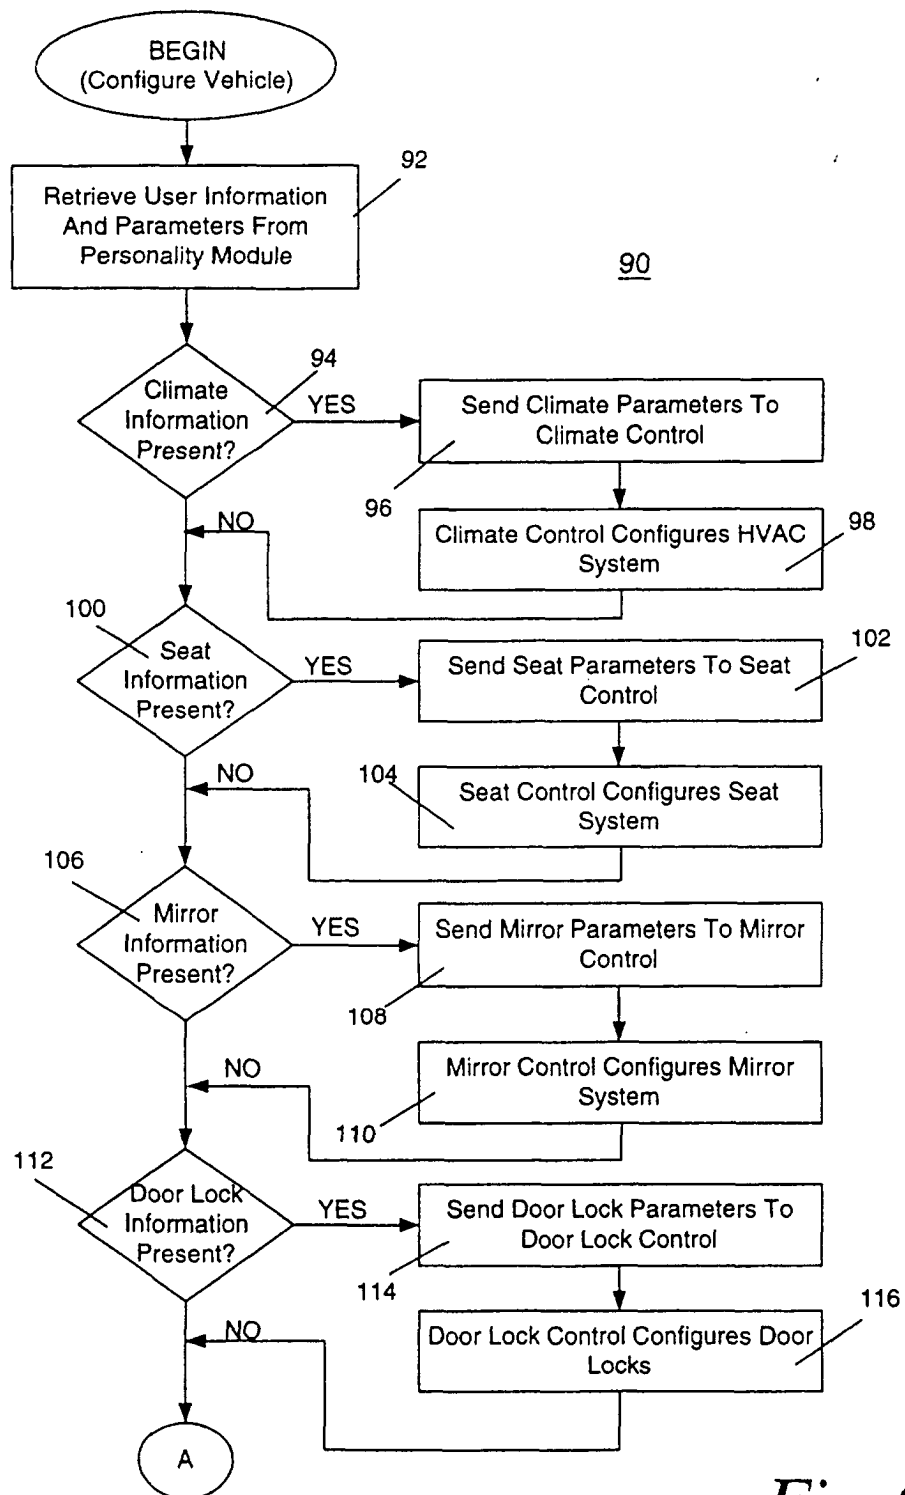 BEGIN
(Configure Vehicle)
92
Retrieve User Information
And Parameters From
Personality Module
90
94
Climate
Information
Present?
YES
Send Climate Parameters To
Climate Control
96
NO
Climate Control Configures HVAC
System
98
100
Seat
Information
Present?
YES
Send Seat Parameters To Seat
Control
102
NO
104
Seat Control Configures Seat
System
106
Mirror
Information
Present?
YES
Send Mirror Parameters To Mirror
Control
108
NO
Mirror Control Configures Mirror
System
110
112
Door Lock
Information
Present?
YES
Send Door Lock Parameters To
Door Lock Control
114
116
NO
Door Lock Control Configures Door
Locks
A